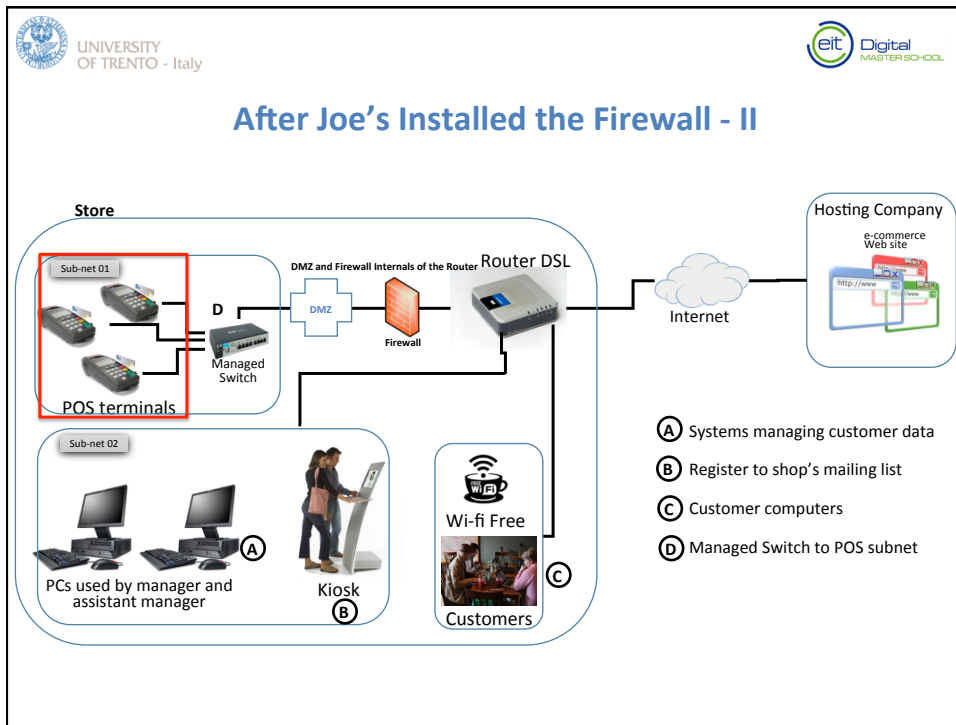 UNIVERSITY
OF TRENTO - Italy
eit Digital
MASTER SCHOOL
After Joe's Installed the Firewall - II
Store
Hosting Company
e-commerce
Web site
http://www
http://www
Sub-net 01
DMZ and Firewall Internals of the Router
Router DSL
D
DMZ
Firewall
Managed
Switch
Internet
POS terminals
Sub-net 02
A Systems managing customer data
B Register to shop's mailing list
C Customer computers
D Managed Switch to POS subnet
WiFi
Wi-fi Free
A
PCs used by manager and
assistant manager
Kiosk
B
C
Customers